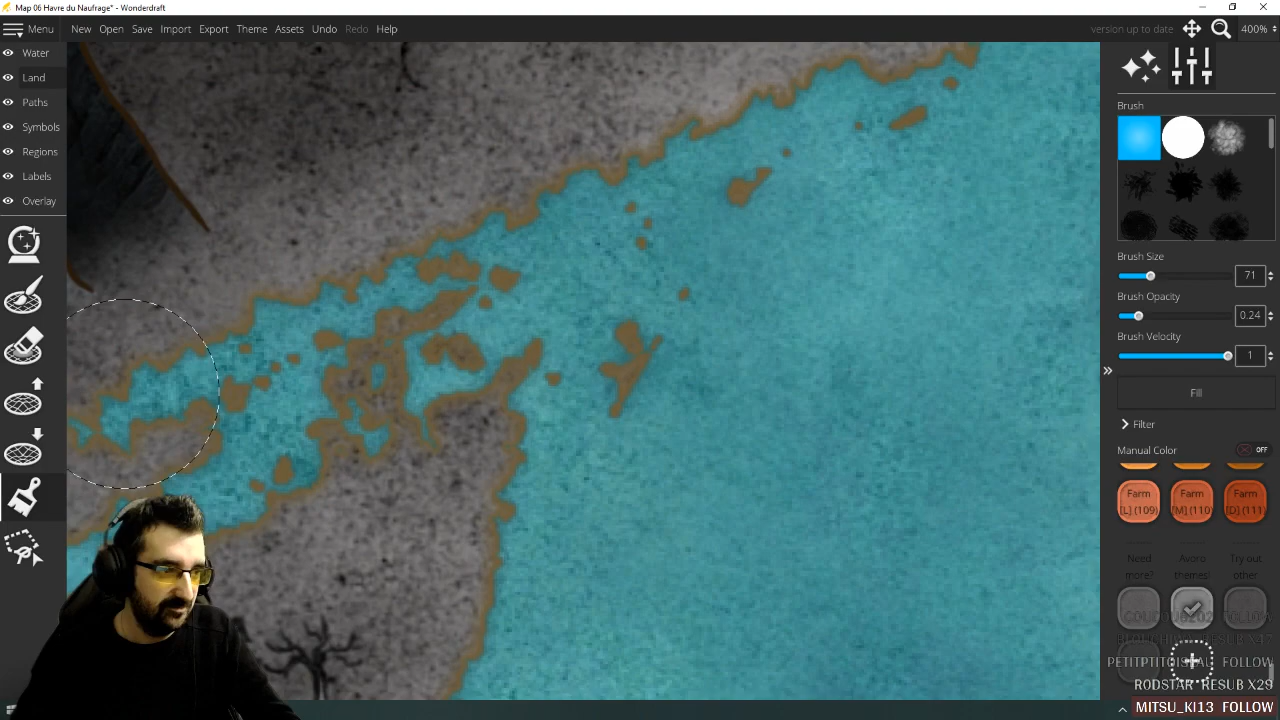 Map 06 Havre du Naufrage* - Wonderdraft
Menu New Open Save Import Export Theme Assets Undo Redo Help version up to date 400%
Water
Land
Paths
Symbols
Regions
Labels
Overlay
Brush
Brush Size
71
Brush Opacity
0.24
Brush Velocity
1
Fill
Filter
Manual Color OFF
Farm [L] (109)
Farm [M] (110)
Farm [D] (111)
Need more?
Avoro themes
Try out other
PETITPTITOISEAU FOLLOW
R0DSTAR RESUB X29
MITSU_KI13 FOLLOW